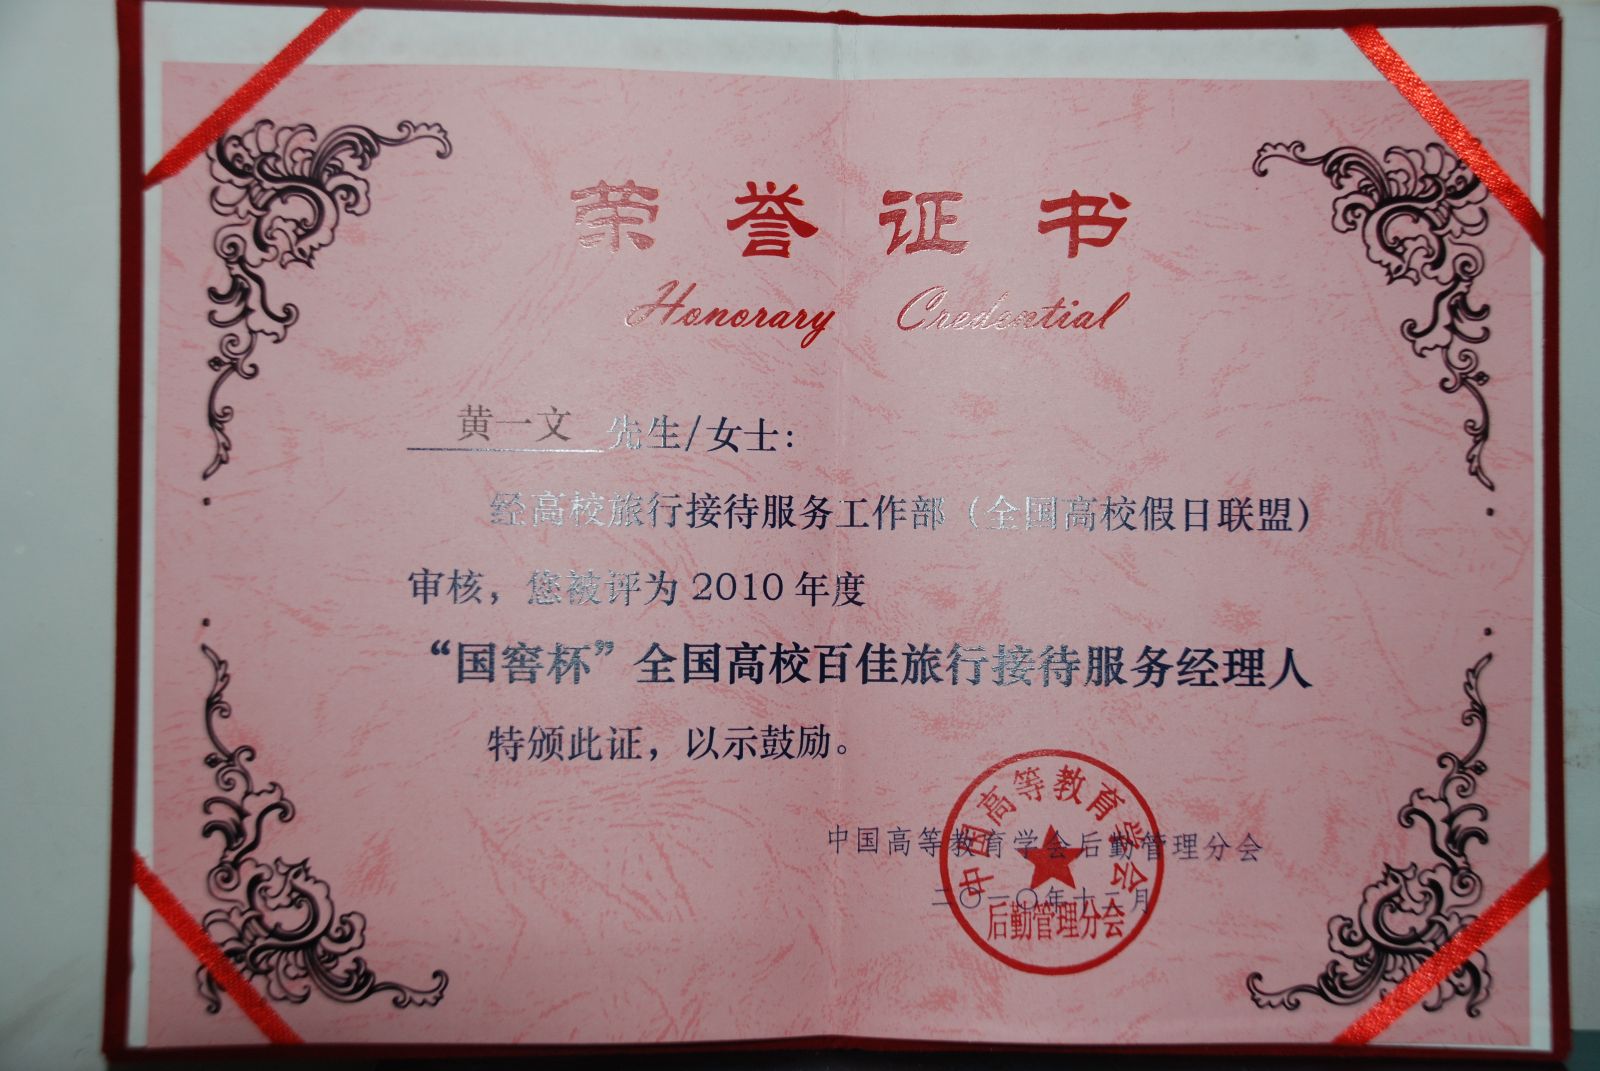 荣誉证书
Honorary Credential
黄一文 先生/女士：
经高校旅行接待服务工作部（全国高校假日联盟）
审核，您被评为 2010 年度
“国窖杯”全国高校百佳旅行接待服务经理人
特颁此证，以示鼓励。
中国高等教育学会后勤管理分会
二〇一〇年十二月
中国高等教育学会
后勤管理分会